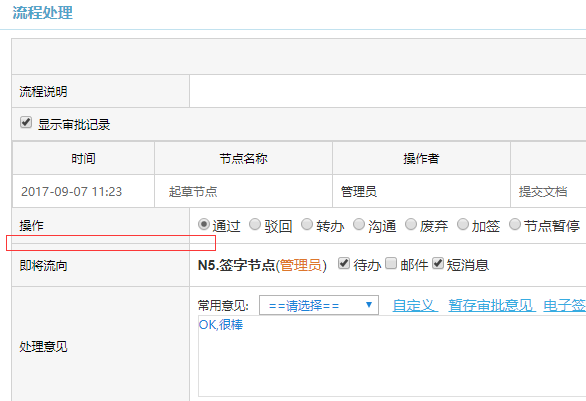 流程处理
流程说明
显示审批记录
时间 节点名称 操作者
2017-09-07 11:23 起草节点 管理员 提交文档
操作 通过 驳回 转办 沟通 废弃 加签 节点暂停
即将流向 N5.签字节点(管理员) 待办 邮件 短消息
常用意见: ==请选择== 自定义 暂存审批意见 电子签
OK,很棒
处理意见